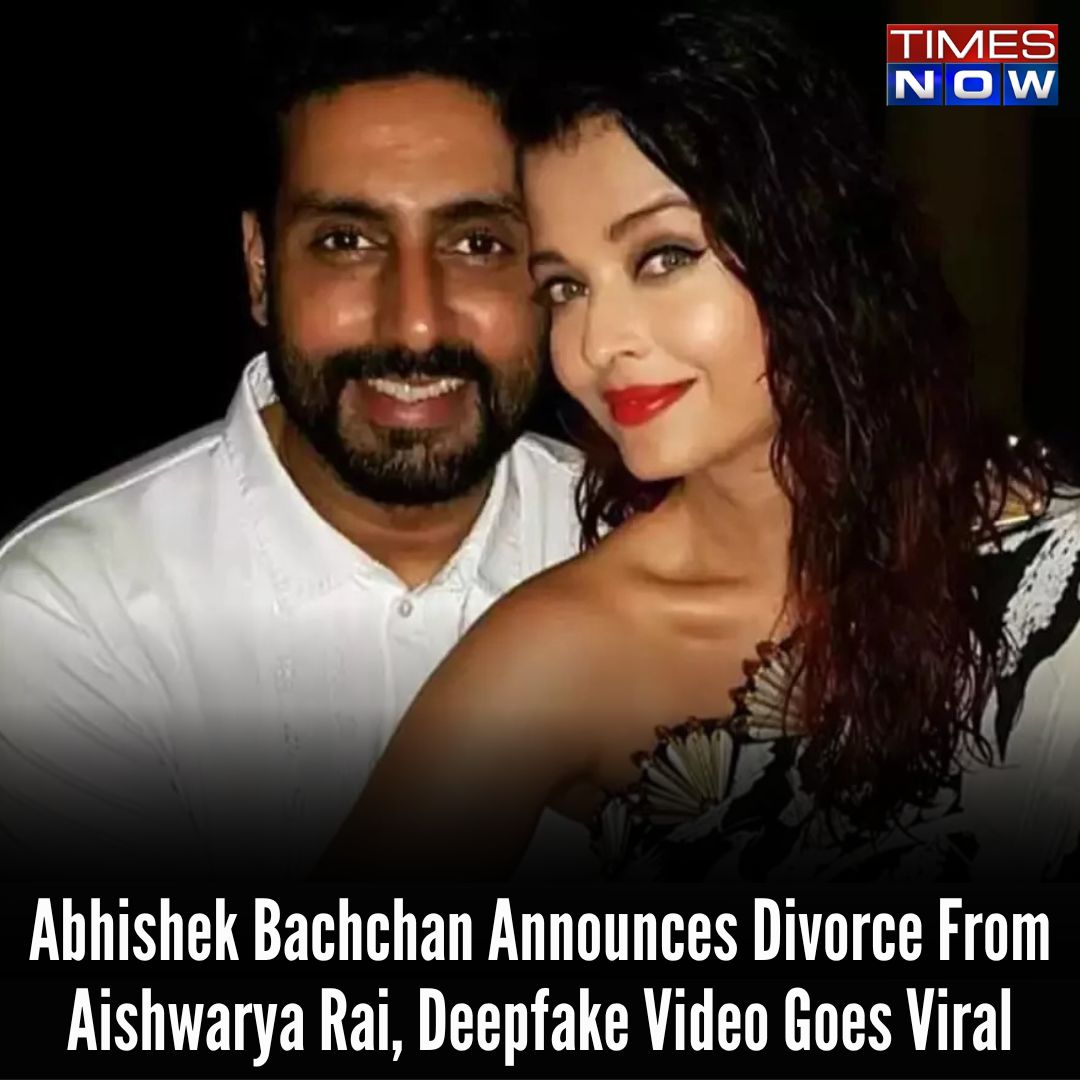 TIMES
NOW
Abhishek Bachchan Announces Divorce From
Aishwarya Rai, Deepfake Video Goes Viral